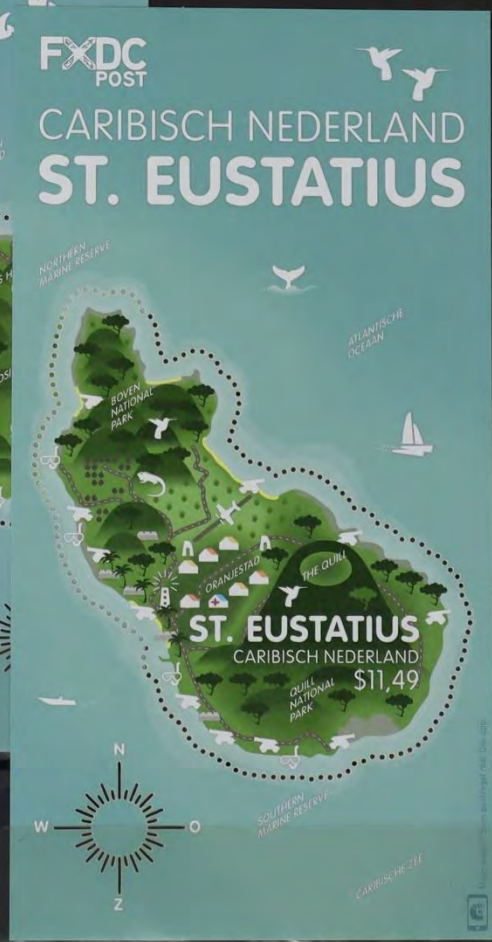 FXDC
POST
CARIBISCH NEDERLAND
ST. EUSTATIUS
NORTHERN
MARINE RESERVE
ATLANTISCHE
OCEAAN
BOVEN
NATIONAL
PARK
ORANJESTAD
THE QUILL
ST. EUSTATIUS
CARIBISCH NEDERLAND
$11,49
QUILL
NATIONAL
PARK
N
W
O
Z
SOUTHERN
MARINE RESERVE
CARIBISCHE ZEE